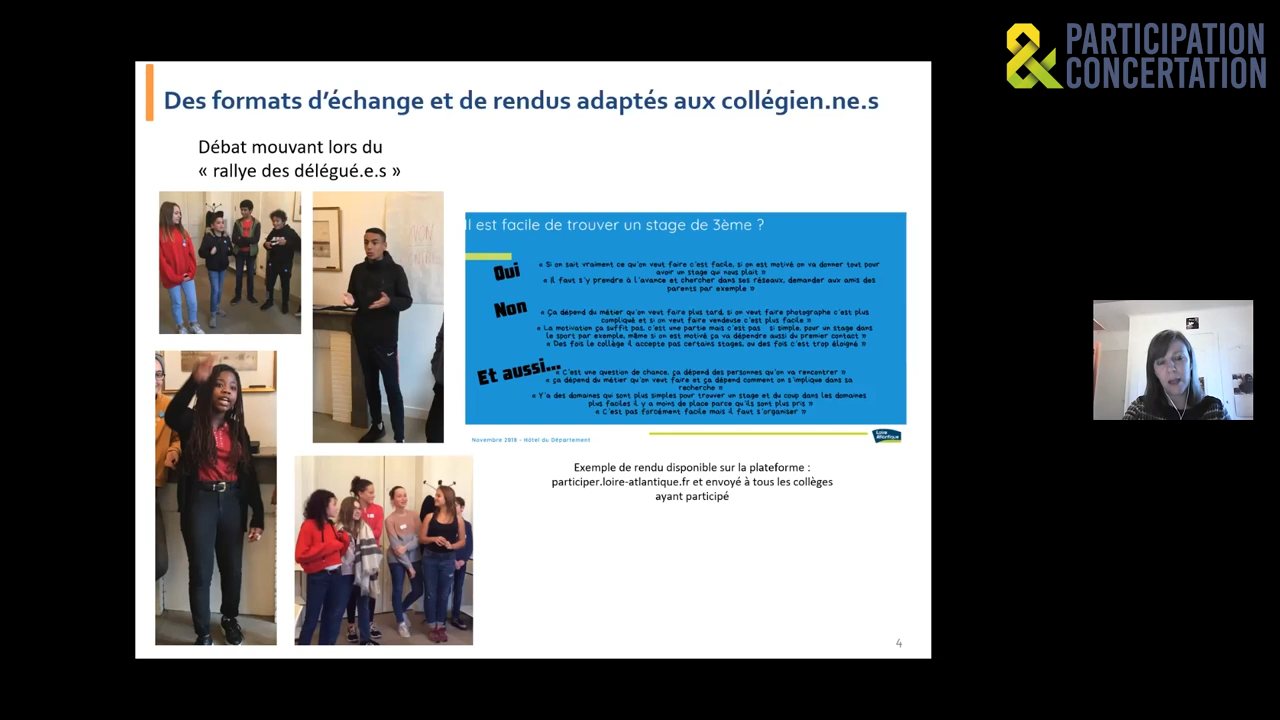 PARTICIPATION
CONCERTATION
Des formats d'échange et de rendus adaptés aux collégien.ne.s
Débat mouvant lors du
« rallye des délégué.e.s »
NON
Il est facile de trouver un stage de 3ème ?
Oui
« Si on sait vraiment ce qu'on veut faire c'est facile, si on est motivé on va donner tout pour
avoir un stage qui nous plait »
« Il faut s'y prendre à l'avance et chercher dans ses réseaux, demander aux amis des
parents par exemple »
Non
« Ça dépend du métier qu'on veut faire plus tard, si on veut faire photographe c'est plus
compliqué et si on veut faire vendeuse c'est plus facile »
« La motivation ça suffit pas, c'est une partie mais c'est pas si simple, pour un stage dans
le sport par exemple, même si on est motivé ça va dépendre aussi du premier contact »
« Des fois le collège il accepte pas certains stages, ou des fois c'est trop éloigné »
Et aussi...
« C'est une question de chance, ça dépend des personnes qu'on va rencontrer »
« ça dépend du métier qu'on veut faire et ça dépend comment on s'implique dans sa
recherche »
« Y'a des domaines qui sont plus simples pour trouver un stage et du coup dans les domaines
plus faciles il y a moins de place parce qu'ils sont plus pris »
« C'est pas forcément facile mais il faut s'organiser »
Novembre 2018 - Hôtel du Département
Loire
Atlantique
Exemple de rendu disponible sur la plateforme :
participer.loire-atlantique.fr et envoyé à tous les collèges
ayant participé
4